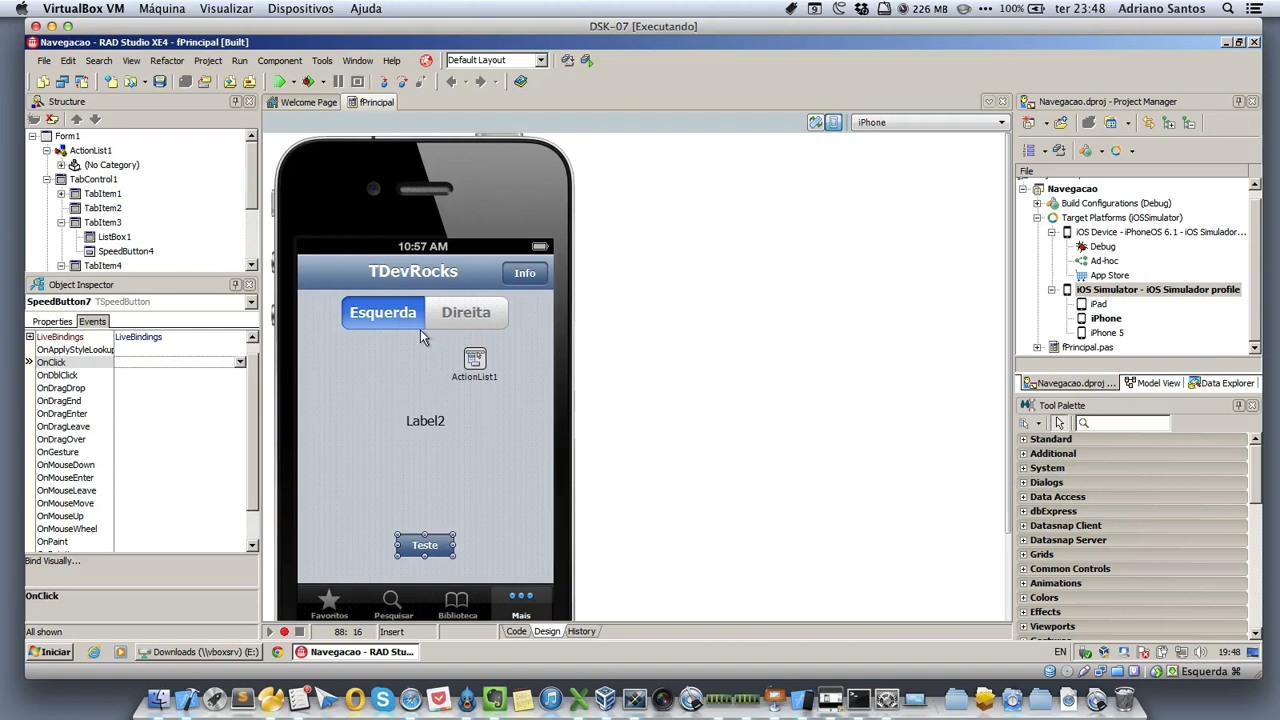 VirtualBox VM Máquina Visualizar Dispositivos Ajuda
226 MB 100% ter 23:48 Adriano Santos
DSK-07 [Executando]
Navegacao - RAD Studio XE4 - fPrincipal [Built]
File Edit Search View Refactor Project Run Component Tools Window Help
Default Layout
Structure
Form1
ActionList1
(No Category)
TabControl1
TabItem1
TabItem2
TabItem3
ListBox1
SpeedButton4
TabItem4
Object Inspector
SpeedButton7 TSpeedButton
Properties Events
LiveBindings LiveBindings
OnApplyStyleLookup
OnClick
OnDblClick
OnDragDrop
OnDragEnd
OnDragEnter
OnDragLeave
OnDragOver
OnGesture
OnMouseDown
OnMouseEnter
OnMouseLeave
OnMouseMove
OnMouseUp
OnMouseWheel
OnPaint
Bind Visually...
OnClick
All shown
Welcome Page fPrincipal
iPhone
10:57 AM
TDevRocks Info
Esquerda Direita
ActionList1
Label2
Teste
Favoritos Pesquisar Biblioteca Mais
88: 16 Insert Code Design History
Navegacao.dproj - Project Manager
File
Navegacao
Build Configurations (Debug)
Target Platforms (iOSSimulator)
iOS Device - iPhoneOS 6.1 - iOS Simulador...
Debug
Ad-hoc
App Store
iOS Simulator - iOS Simulador profile
iPad
iPhone
iPhone 5
fPrincipal.pas
Navegacao.dproj ... Model View Data Explorer
Tool Palette
Standard
Additional
System
Dialogs
Data Access
dbExpress
Datasnap Client
Datasnap Server
Grids
Common Controls
Animations
Colors
Effects
Viewports
Iniciar Downloads (\\vboxsrv) (E:) Navegacao - RAD Stu... EN 19:48
Esquerda ⌘